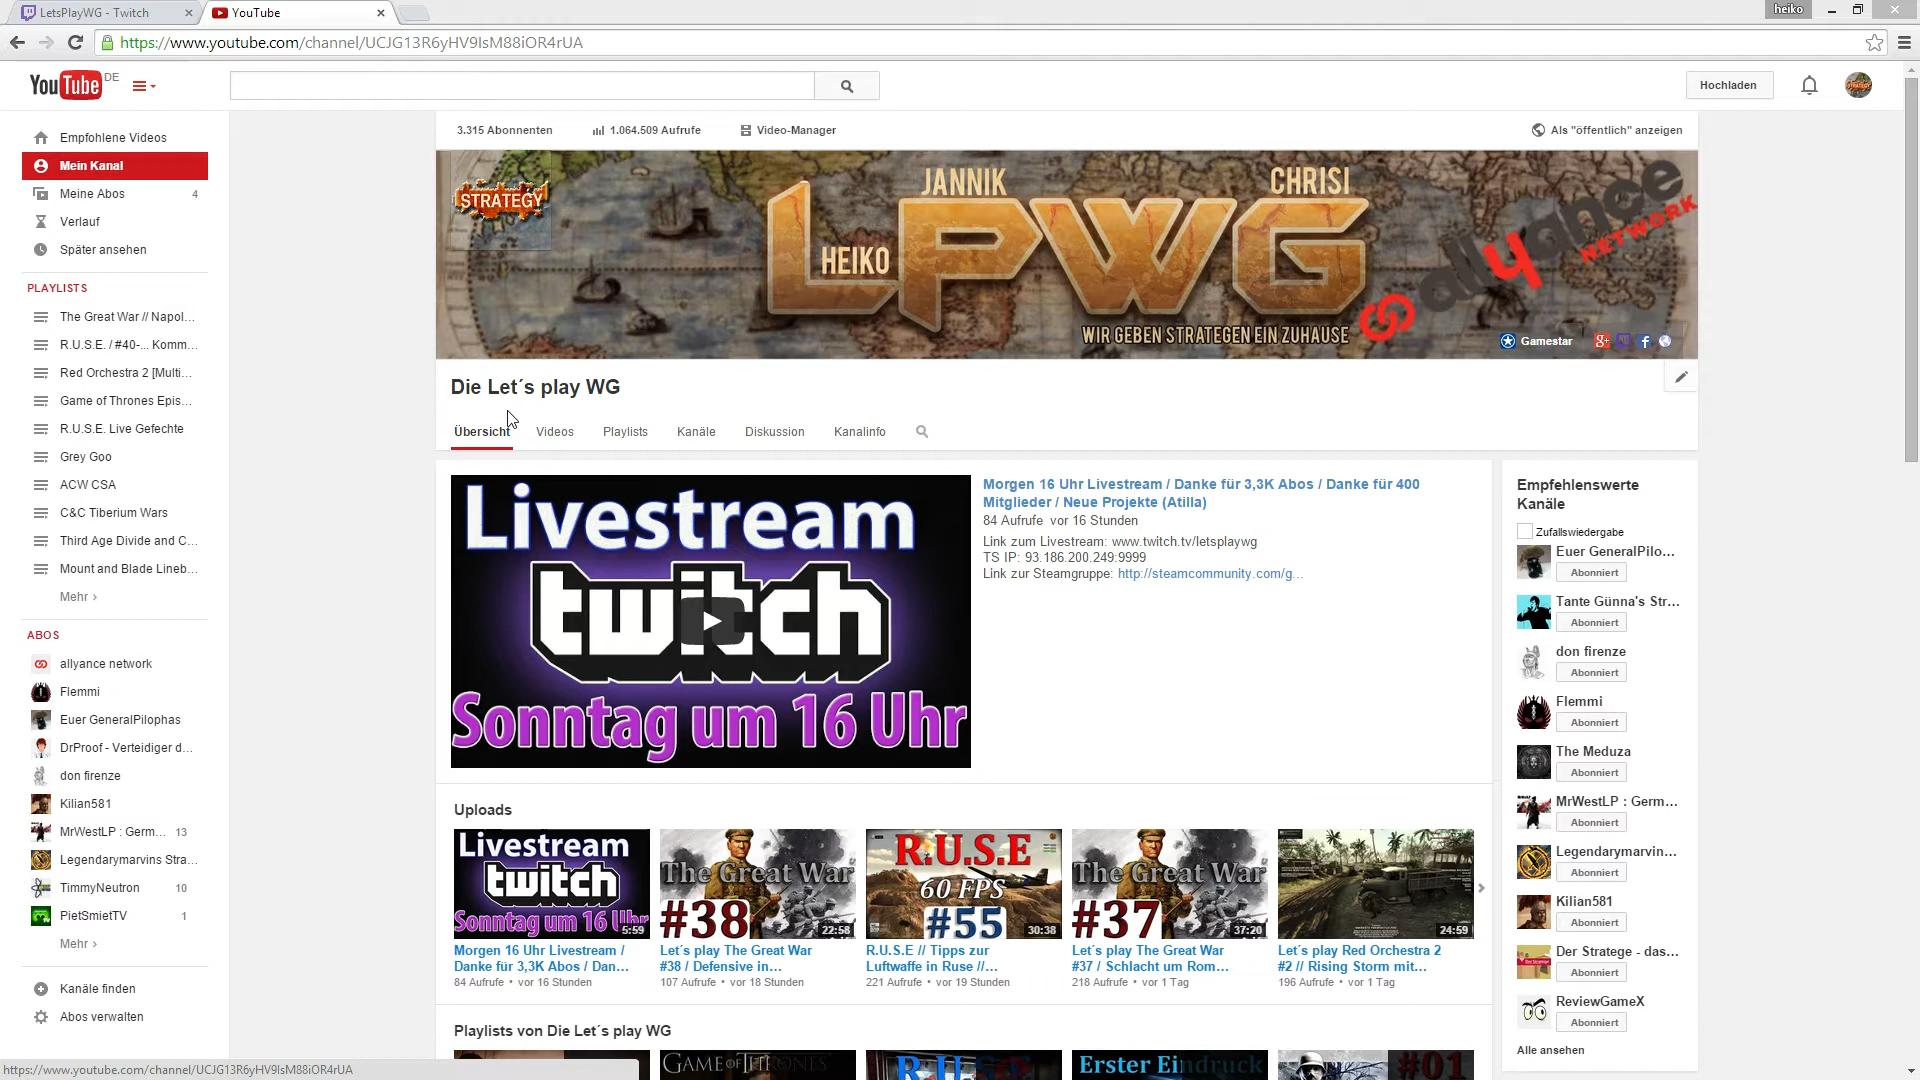 LetsPlayWG - Twitch
YouTube
heiko
https://www.youtube.com/channel/UCJG13R6yHV9IsM88iOR4rUA
YouTube DE
Hochladen
Empfohlene Videos
Mein Kanal
Meine Abos 4
Verlauf
Später ansehen
PLAYLISTS
The Great War // Napol...
R.U.S.E. / #40-... Komm...
Red Orchestra 2 [Multi...
Game of Thrones Epis...
R.U.S.E. Live Gefechte
Grey Goo
ACW CSA
C&C Tiberium Wars
Third Age Divide and C...
Mount and Blade Lineb...
Mehr ›
ABOS
allyance network
Flemmi
Euer GeneralPilophas
DrProof - Verteidiger d...
don firenze
Kilian581
MrWestLP : Germ... 13
Legendarymarvins Stra...
TimmyNeutron 10
PietSmietTV 1
Mehr ›
Kanäle finden
Abos verwalten
3.315 Abonnenten
1.064.509 Aufrufe
Video-Manager
Als "öffentlich" anzeigen
STRATEGY
JANNIK
CHRISI
HEIKO
LPWG
WIR GEBEN STRATEGEN EIN ZUHAUSE
allyance
NETWORK
Gamestar
Die Let´s play WG
Übersicht
Videos
Playlists
Kanäle
Diskussion
Kanalinfo
Livestream
twitch
Sonntag um 16 Uhr
Morgen 16 Uhr Livestream / Danke für 3,3K Abos / Danke für 400
Mitglieder / Neue Projekte (Atilla)
84 Aufrufe vor 16 Stunden
Link zum Livestream: www.twitch.tv/letsplaywg
TS IP: 93.186.200.249:9999
Link zur Steamgruppe: http://steamcommunity.com/g...
Uploads
Livestream
twitch
Sonntag um 16 Uhr
5:59
Morgen 16 Uhr Livestream /
Danke für 3,3K Abos / Dan...
84 Aufrufe • vor 16 Stunden
The Great War
#38
22:58
Let´s play The Great War
#38 / Defensive in...
107 Aufrufe • vor 18 Stunden
R.U.S.E
60 FPS
#55
30:38
R.U.S.E // Tipps zur
Luftwaffe in Ruse //...
221 Aufrufe • vor 19 Stunden
The Great War
#37
37:20
Let´s play The Great War
#37 / Schlacht um Rom...
218 Aufrufe • vor 1 Tag
24:59
Let´s play Red Orchestra 2
#2 // Rising Storm mit...
196 Aufrufe • vor 1 Tag
Playlists von Die Let´s play WG
GAME OF THRONES
R.U.S
Erster Eindruck
#01
Empfehlenswerte
Kanäle
Zufallswiedergabe
Euer GeneralPilo...
Abonniert
Tante Günna's Str...
Abonniert
don firenze
Abonniert
Flemmi
Abonniert
The Meduza
Abonniert
MrWestLP : Germ...
Abonniert
Legendarymarvin...
Abonniert
Kilian581
Abonniert
Der Stratege - das...
Abonniert
ReviewGameX
Abonniert
Alle ansehen
https://www.youtube.com/channel/UCJG13R6yHV9IsM88iOR4rUA